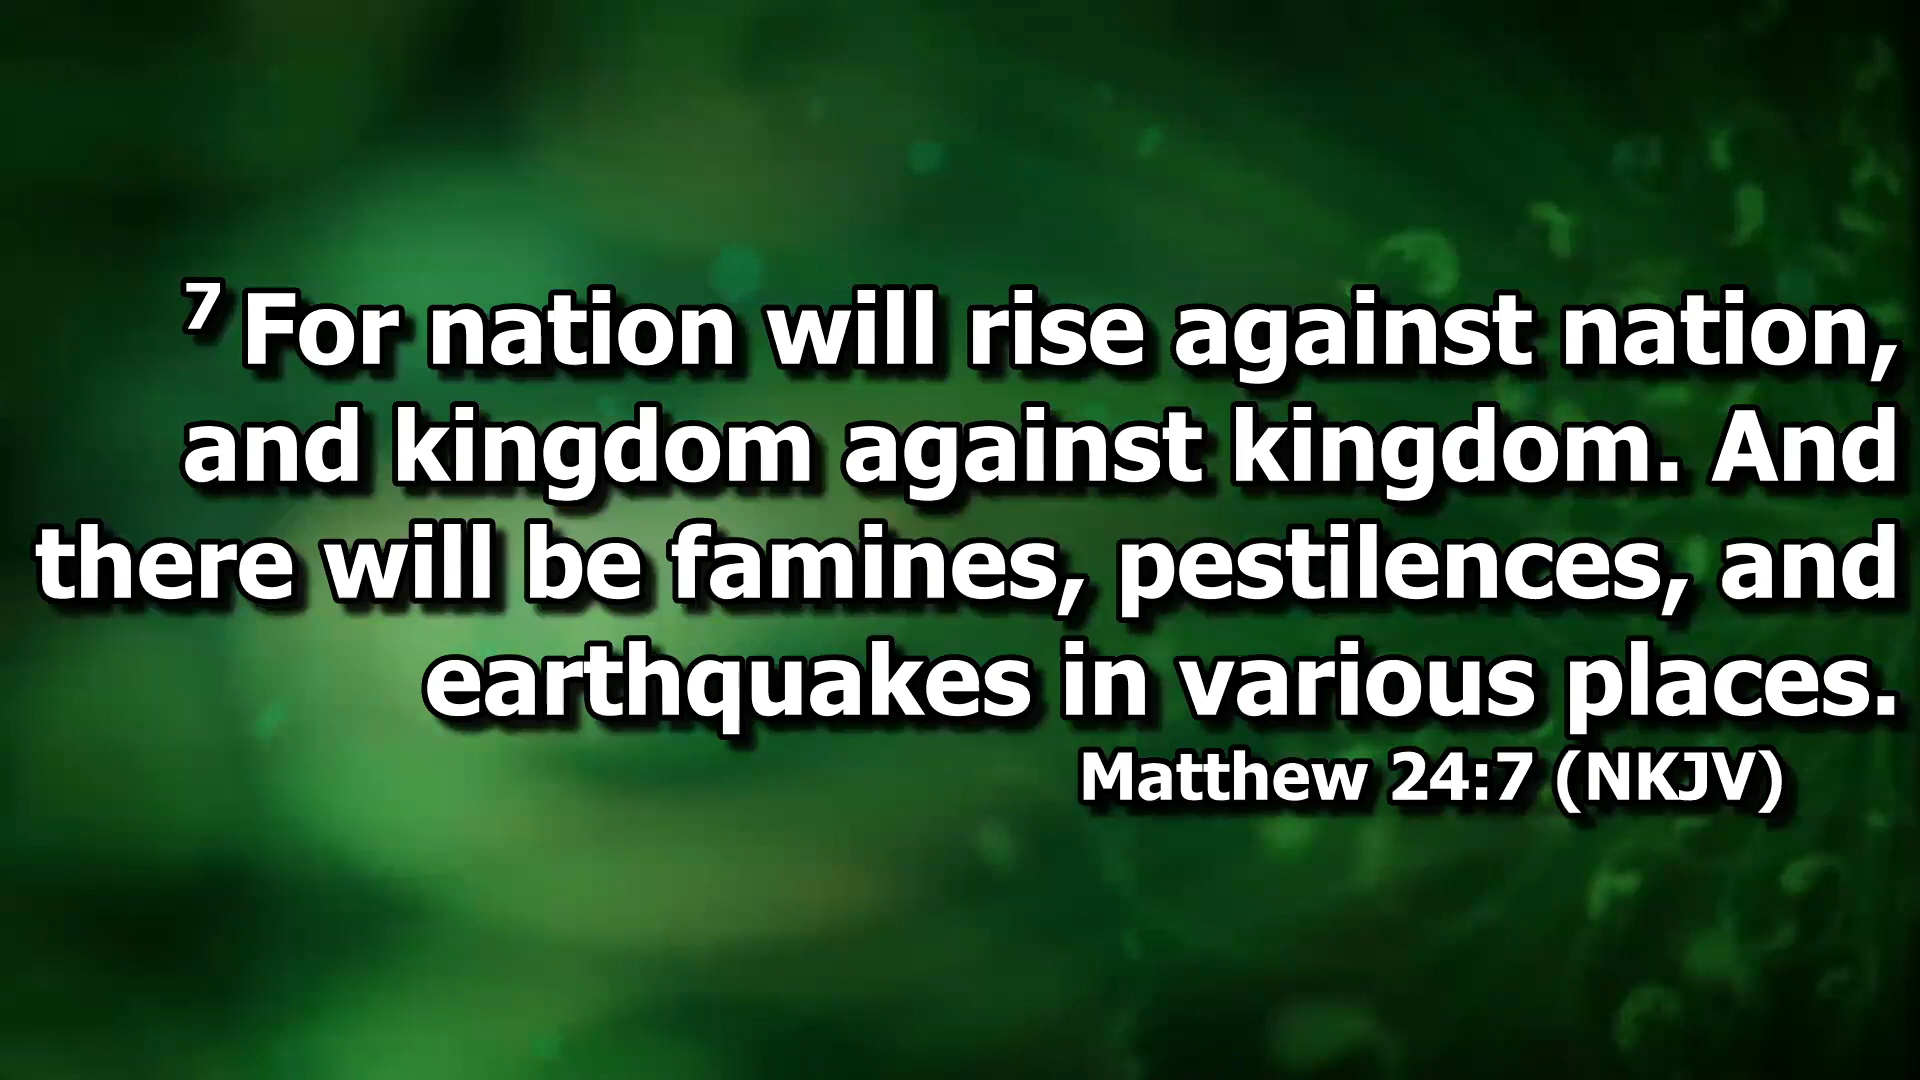 7 For nation will rise against nation,
and kingdom against kingdom. And
there will be famines, pestilences, and
earthquakes in various places.
Matthew 24:7 (NKJV)